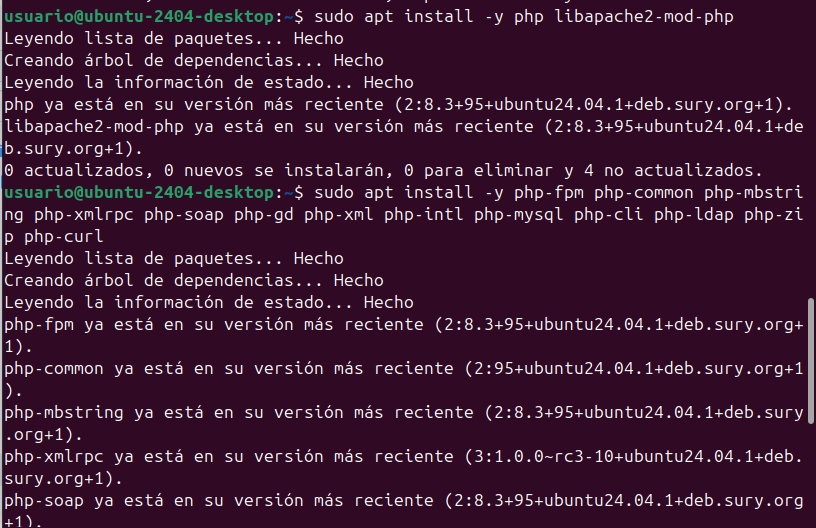 usuario@ubuntu-2404-desktop:~$ sudo apt install -y php libapache2-mod-php
Leyendo lista de paquetes... Hecho
Creando árbol de dependencias... Hecho
Leyendo la información de estado... Hecho
php ya está en su versión más reciente (2:8.3+95+ubuntu24.04.1+deb.sury.org+1).
libapache2-mod-php ya está en su versión más reciente (2:8.3+95+ubuntu24.04.1+de
b.sury.org+1).
0 actualizados, 0 nuevos se instalarán, 0 para eliminar y 4 no actualizados.
usuario@ubuntu-2404-desktop:~$ sudo apt install -y php-fpm php-common php-mbstri
ng php-xmlrpc php-soap php-gd php-xml php-intl php-mysql php-cli php-ldap php-zi
p php-curl
Leyendo lista de paquetes... Hecho
Creando árbol de dependencias... Hecho
Leyendo la información de estado... Hecho
php-fpm ya está en su versión más reciente (2:8.3+95+ubuntu24.04.1+deb.sury.org+
1).
php-common ya está en su versión más reciente (2:95+ubuntu24.04.1+deb.sury.org+1
).
php-mbstring ya está en su versión más reciente (2:8.3+95+ubuntu24.04.1+deb.sury
.org+1).
php-xmlrpc ya está en su versión más reciente (3:1.0.0~rc3-10+ubuntu24.04.1+deb.
sury.org+1).
php-soap ya está en su versión más reciente (2:8.3+95+ubuntu24.04.1+deb.sury.org
+1).